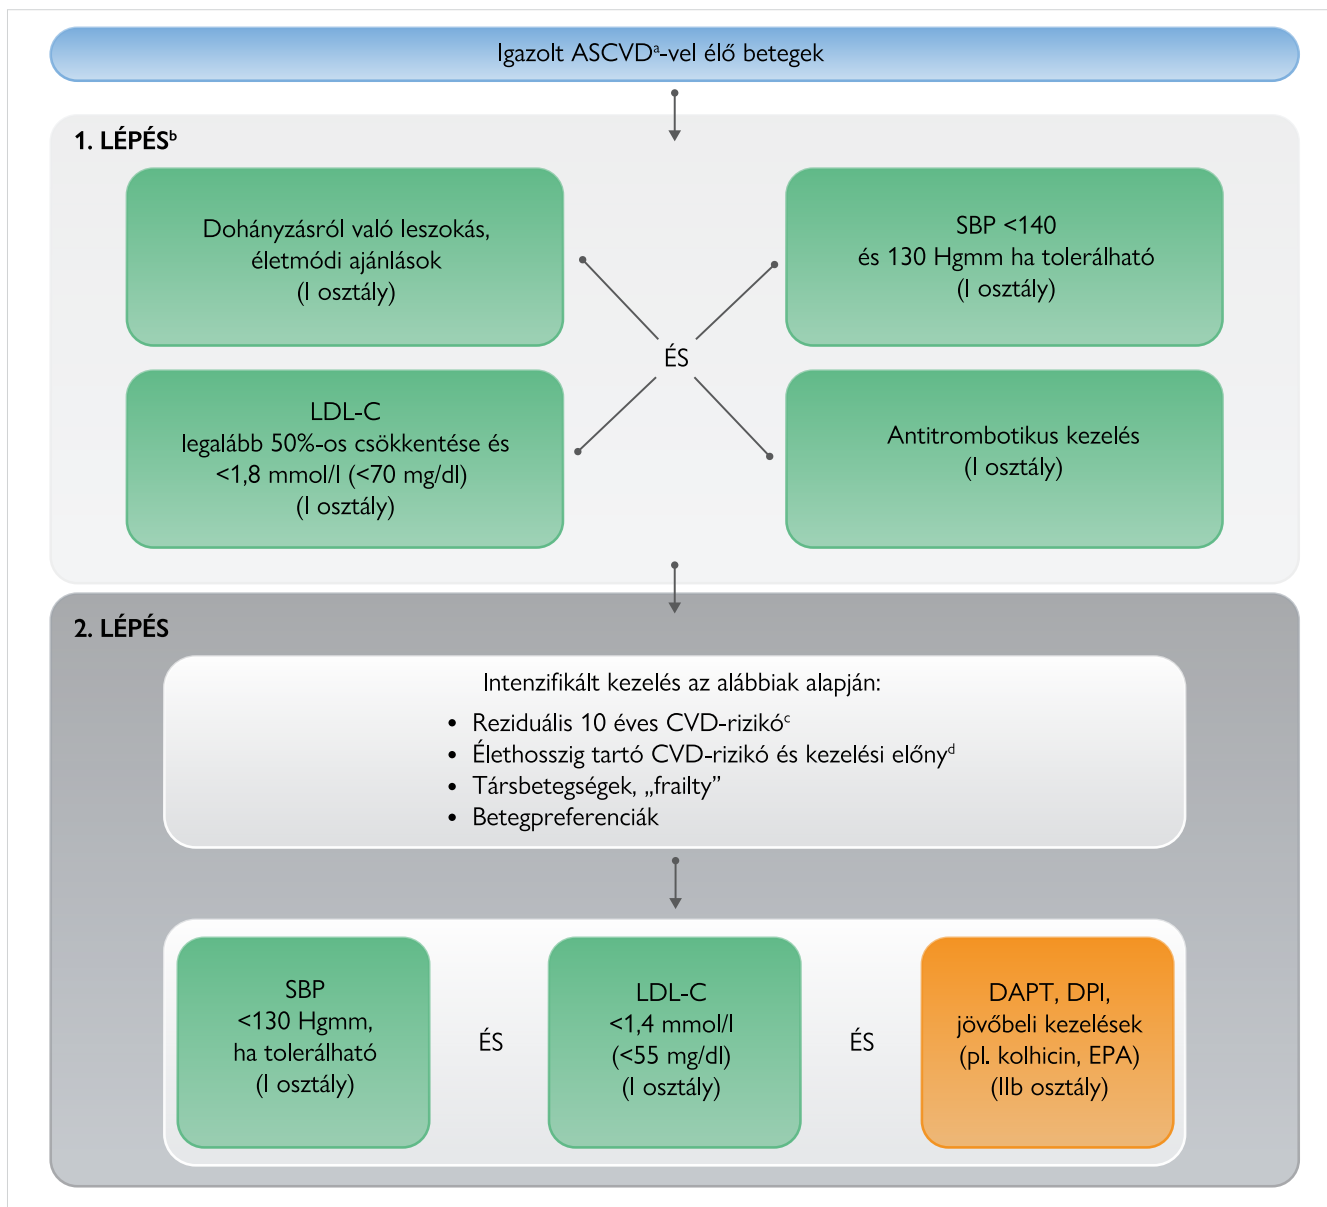 Igazolt ASCVDᵃ-vel élő betegek
1. LÉPÉSᵇ
Dohányzásról való leszokás,
életmódi ajánlások
(I osztály)
SBP <140
és 130 Hgmm ha tolerálható
(I osztály)
ÉS
LDL-C
legalább 50%-os csökkentése és
<1,8 mmol/l (<70 mg/dl)
(I osztály)
Antitrombotikus kezelés
(I osztály)
2. LÉPÉS
Intenzifikált kezelés az alábbiak alapján:
• Reziduális 10 éves CVD-rizikóᶜ
• Élethosszig tartó CVD-rizikó és kezelési előnyᵈ
• Társbetegségek, „frailty”
• Betegpreferenciák
SBP
<130 Hgmm,
ha tolerálható
(I osztály)
ÉS
LDL-C
<1,4 mmol/l
(<55 mg/dl)
(I osztály)
ÉS
DAPT, DPI,
jövőbeli kezelések
(pl. kolhicin, EPA)
(IIb osztály)